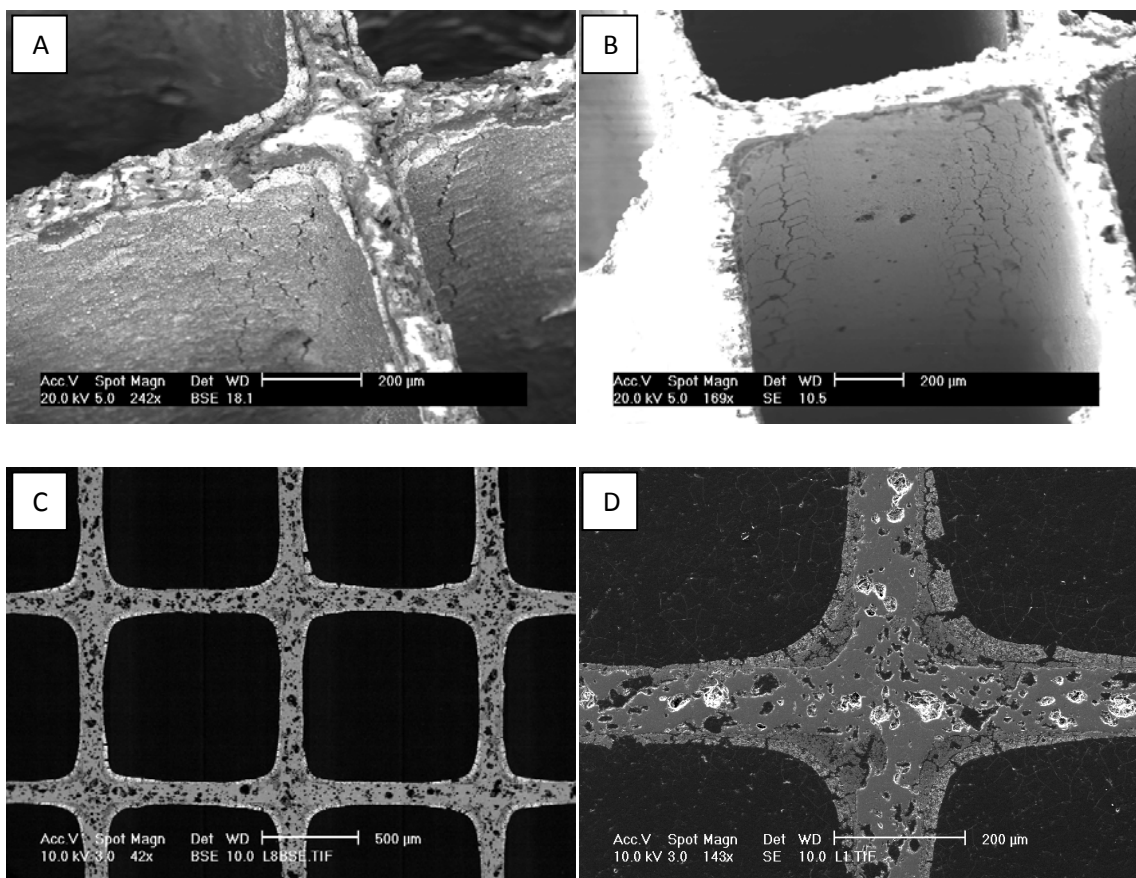 A
Acc.V Spot Magn Det WD 200 µm
20.0 kV 5.0 242x BSE 18.1
B
Acc.V Spot Magn Det WD 200 µm
20.0 kV 5.0 169x SE 10.5
C
Acc.V Spot Magn Det WD 500 µm
10.0 kV 3.0 42x BSE 10.0 L8BSE.TIF
D
Acc.V Spot Magn Det WD 200 µm
10.0 kV 3.0 143x SE 10.0 L1.TIF